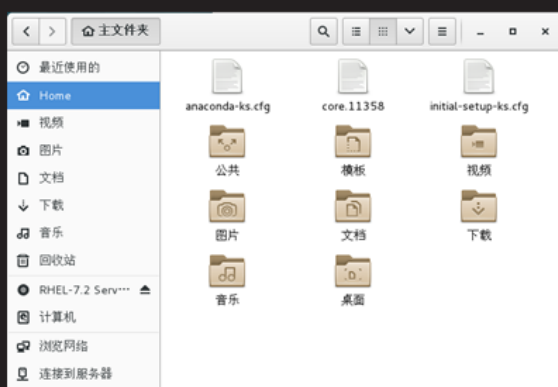 主文件夹
最近使用的
Home
视频
图片
文档
下载
音乐
回收站
RHEL-7.2 Serv…
计算机
浏览网络
连接到服务器
anaconda-ks.cfg
core.11358
initial-setup-ks.cfg
公共
模板
视频
图片
文档
下载
音乐
桌面